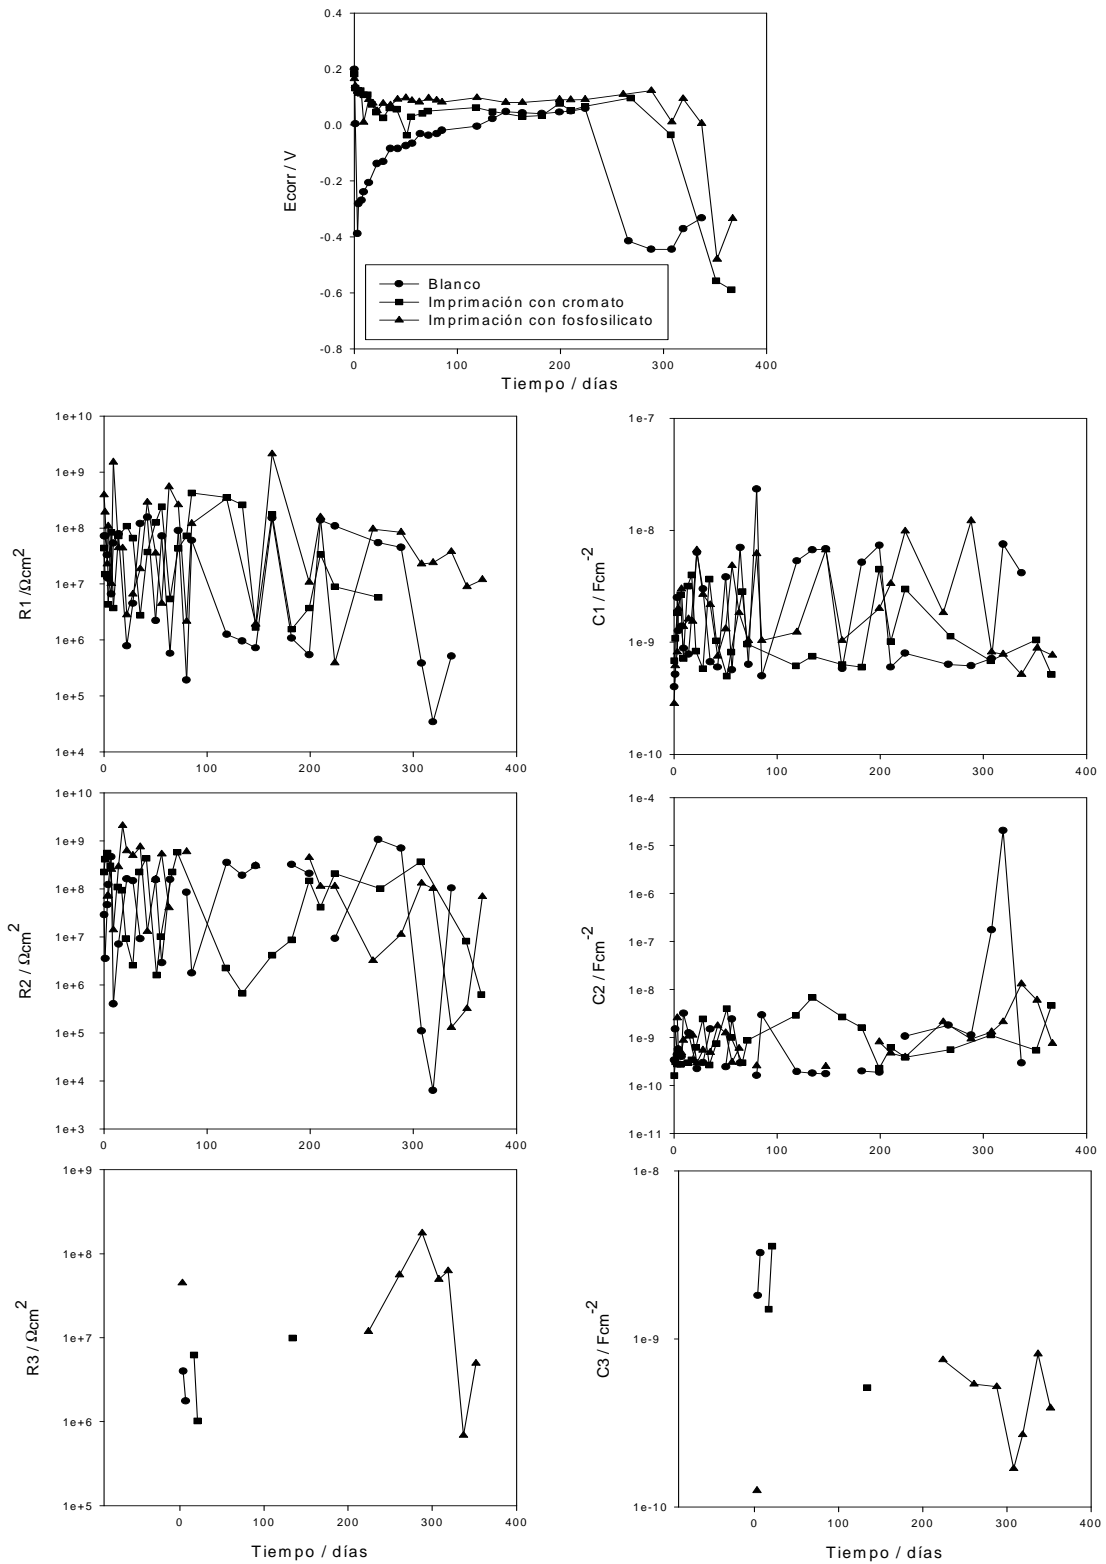 0.4
0.2
0.0
-0.2
-0.4
-0.6
-0.8
Ecorr / V
Blanco
Imprimación con cromato
Imprimación con fosfosilicato
0 100 200 300 400
Tiempo / días
1e+10
1e+9
1e+8
1e+7
1e+6
1e+5
1e+4
R1 /Ωcm2
0 100 200 300 400
1e-7
1e-8
1e-9
1e-10
C1 / Fcm-2
0 100 200 300 400
1e+10
1e+9
1e+8
1e+7
1e+6
1e+5
1e+4
1e+3
R2 / Ωcm2
0 100 200 300 400
1e-4
1e-5
1e-6
1e-7
1e-8
1e-9
1e-10
1e-11
C2 / Fcm-2
0 100 200 300 400
1e+9
1e+8
1e+7
1e+6
1e+5
R3 / Ωcm2
0 100 200 300 400
Tiempo / días
1e-8
1e-9
1e-10
C3 / Fcm-2
0 100 200 300 400
Tiempo / días